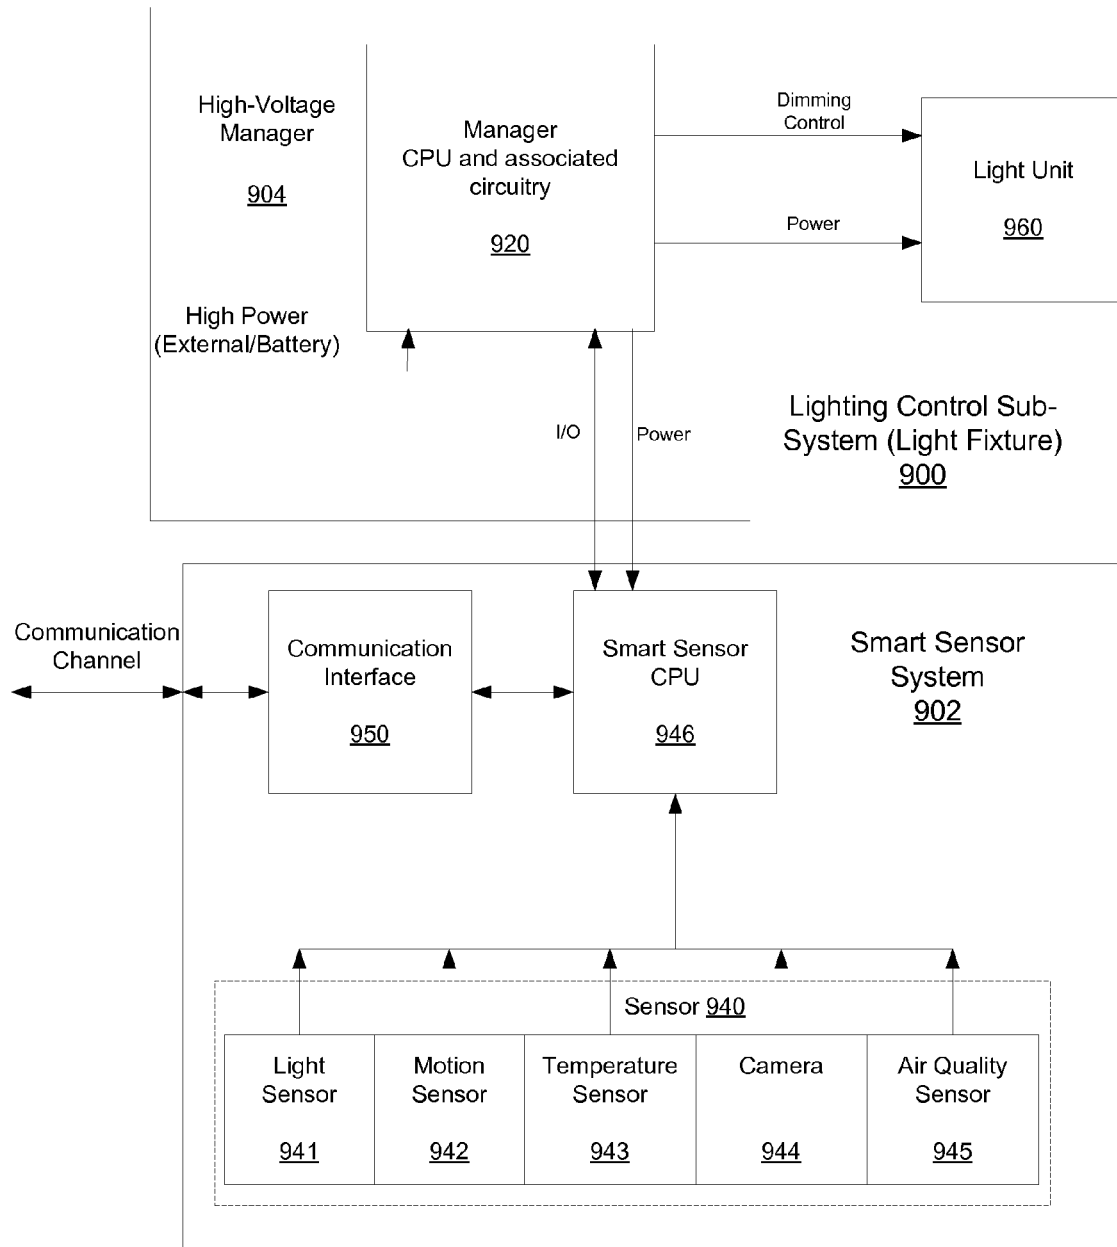 High-Voltage
Manager
904
Manager
CPU and associated
circuitry
920
Dimming
Control
Power
Light Unit
960
High Power
(External/Battery)
I/O
Power
Lighting Control Sub-
System (Light Fixture)
900
Communication
Channel
Communication
Interface
950
Smart Sensor
CPU
946
Smart Sensor
System
902
Sensor 940
Light
Sensor
941
Motion
Sensor
942
Temperature
Sensor
943
Camera
944
Air Quality
Sensor
945